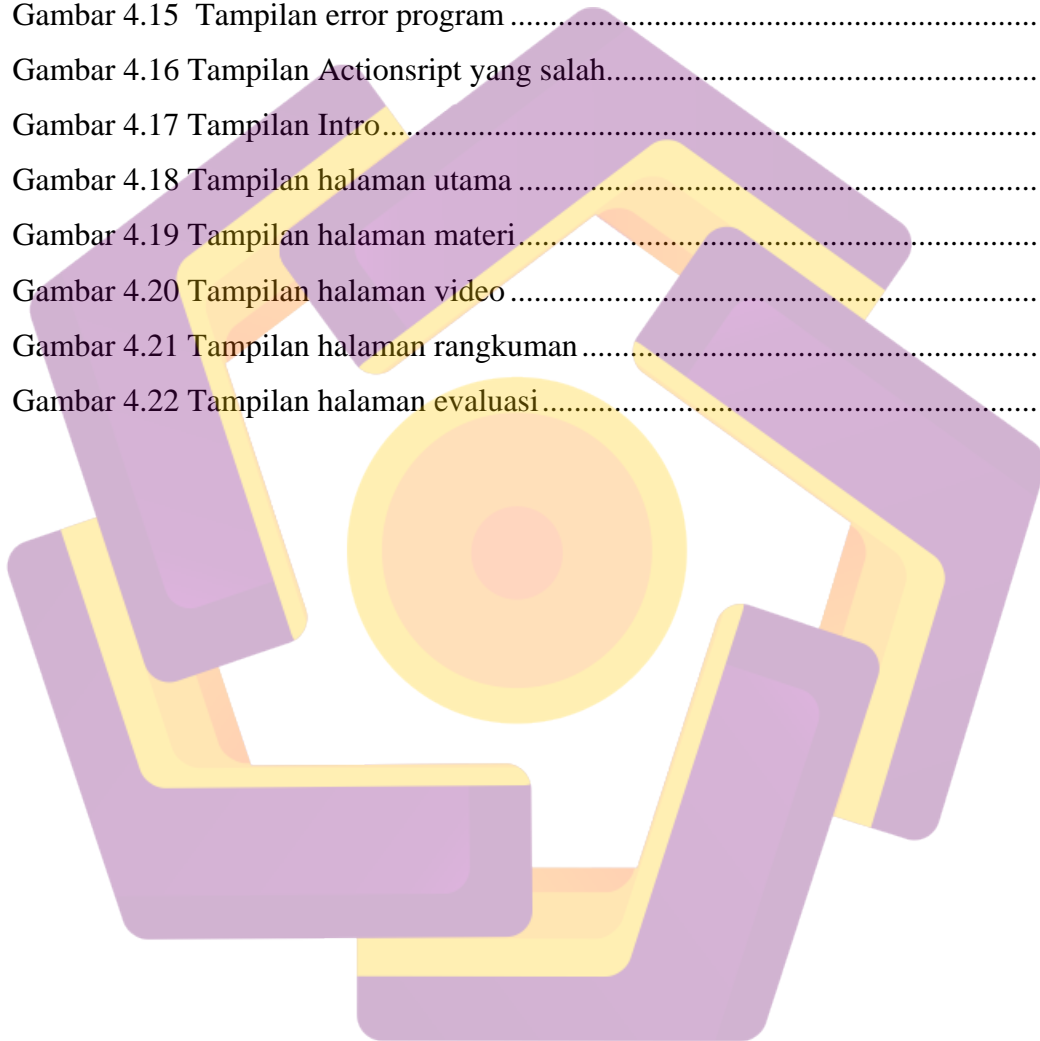 Gambar 4.15  Tampilan error program ..................................................................
Gambar 4.16 Tampilan Actionsript yang salah......................................................
Gambar 4.17 Tampilan Intro..................................................................................
Gambar 4.18 Tampilan halaman utama .................................................................
Gambar 4.19 Tampilan halaman materi.................................................................
Gambar 4.20 Tampilan halaman video ..................................................................
Gambar 4.21 Tampilan halaman rangkuman .........................................................
Gambar 4.22 Tampilan halaman evaluasi..............................................................